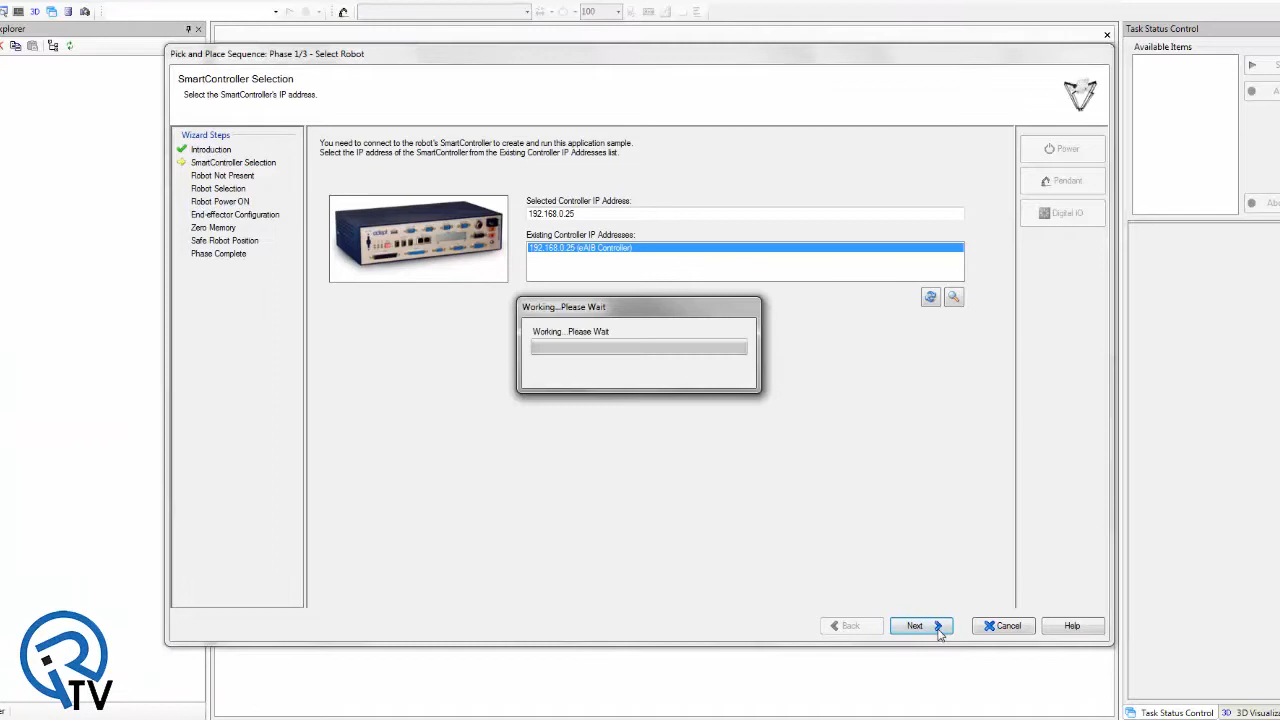 3D
100
xplorer
Task Status Control
Available Items
Pick and Place Sequence: Phase 1/3 - Select Robot
SmartController Selection
Select the SmartController's IP address.
Wizard Steps
Introduction
SmartController Selection
Robot Not Present
Robot Selection
Robot Power ON
End-effector Configuration
Zero Memory
Safe Robot Position
Phase Complete
You need to connect to the robot's SmartController to create and run this application sample.
Select the IP address of the SmartController from the Existing Controller IP Addresses list.
adept
Selected Controller IP Address:
192.168.0.25
Existing Controller IP Addresses:
192.168.0.25 (eAIB Controller)
Working...Please Wait
Working...Please Wait
Power
Pendant
Digital IO
S
A
Abo
Back
Next
Cancel
Help
R
TV
er
Task Status Control
3D 3D Visualiz